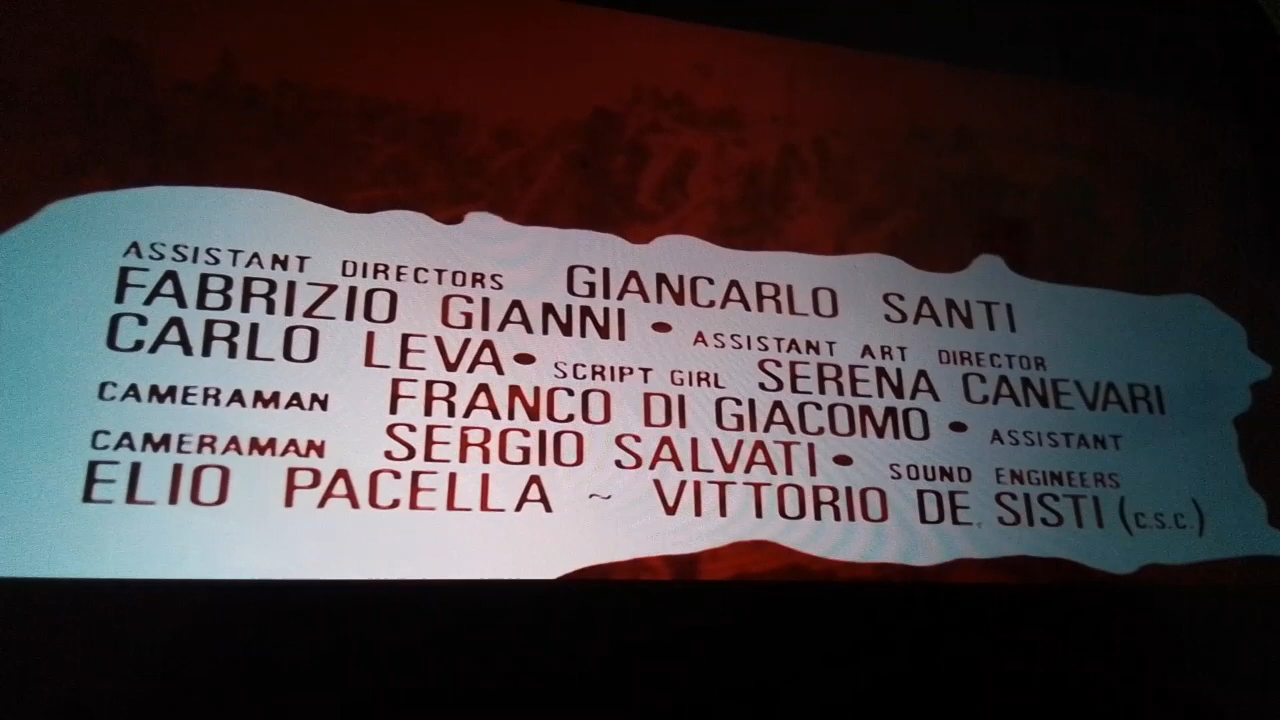 ASSISTANT DIRECTORS GIANCARLO SANTI
FABRIZIO GIANNI • ASSISTANT ART DIRECTOR
CARLO LEVA • SCRIPT GIRL SERENA CANEVARI
CAMERAMAN FRANCO DI GIACOMO • ASSISTANT
CAMERAMAN SERGIO SALVATI • SOUND ENGINEERS
ELIO PACELLA ~ VITTORIO DE SISTI (C.S.C.)